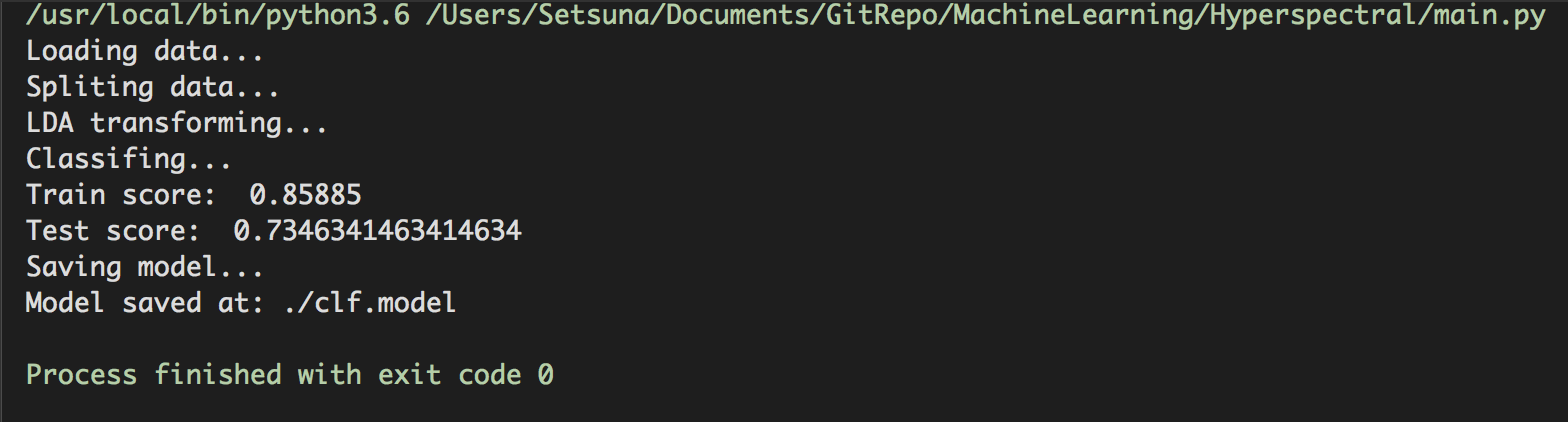 /usr/local/bin/python3.6 /Users/Setsuna/Documents/GitRepo/MachineLearning/Hyperspectral/main.py
Loading data...
Spliting data...
LDA transforming...
Classifing...
Train score:  0.85885
Test score:  0.7346341463414634
Saving model...
Model saved at: ./clf.model
Process finished with exit code 0